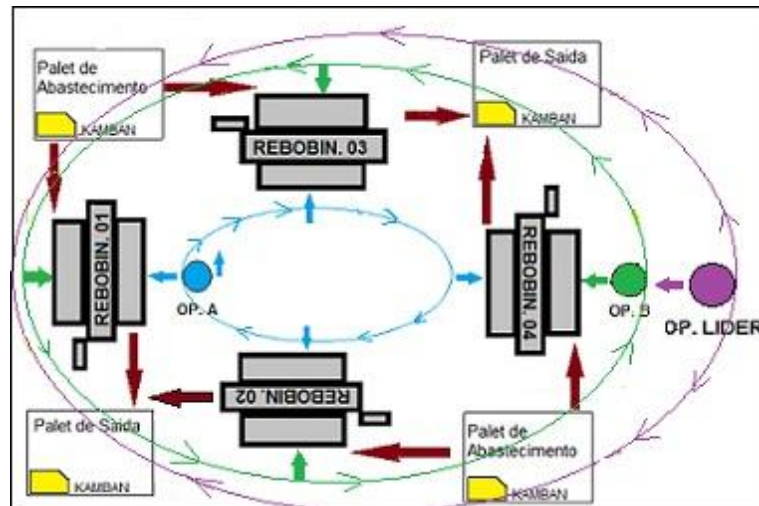 Palet de
Abastecimento
KAMBAN
Palet de Saida
KAMBAN
REBOBIN. 03
REBOBIN. 01
OP. A
REBOBIN. 04
OP. B
OP. LIDER
REBOBIN. 02
Palet de Saida
KAMBAN
Palet de
Abastecimento
KAMBAN